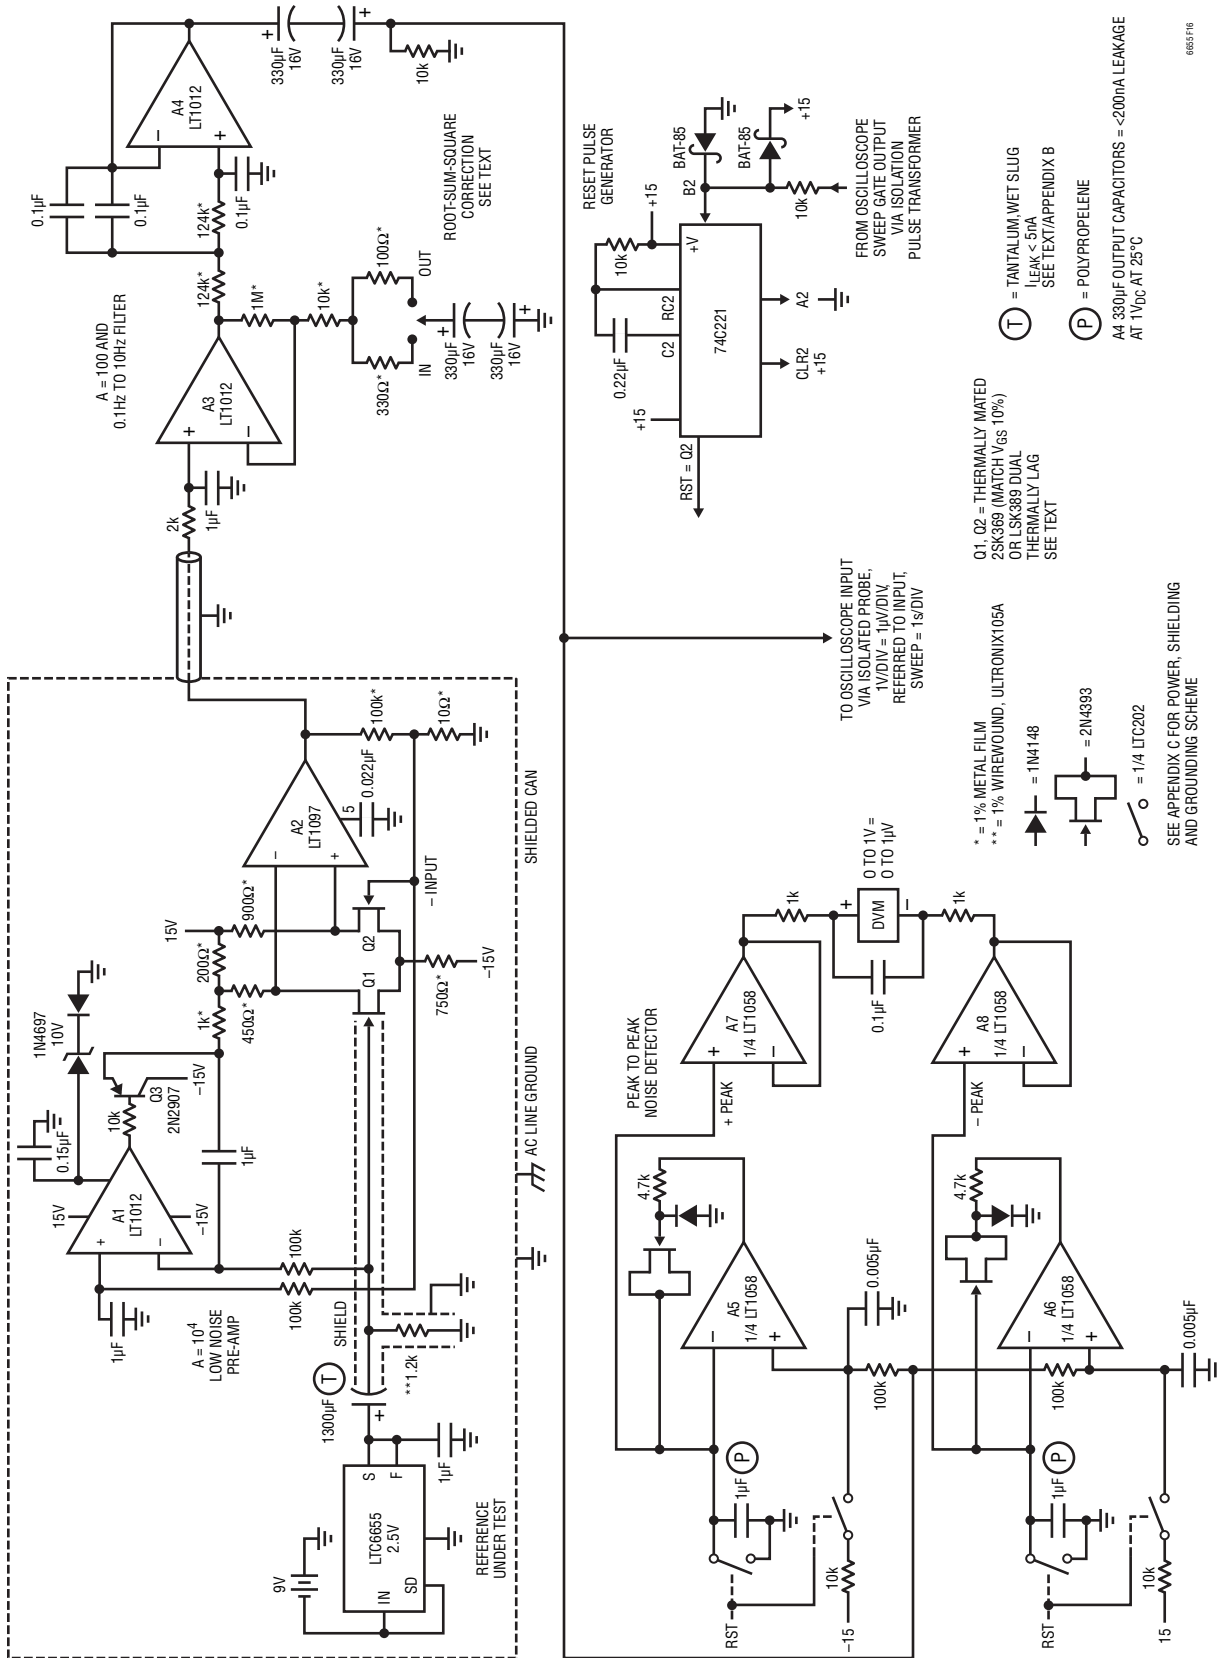 A4
LT1012
0.1µF
0.1µF
124k*
0.1µF
124k*
A = 100 AND
0.1Hz TO 10Hz FILTER
1M*
10k*
100Ω*
OUT
330Ω*
IN
330µF
16V
330µF
16V
ROOT-SUM-SQUARE
CORRECTION
SEE TEXT
330µF
16V
330µF
16V
10k
A3
LT1012
2k
1µF
A2
LT1097
5
0.022µF
100k*
10Ω*
SHIELDED CAN
– INPUT
15V
900Ω*
200Ω*
450Ω*
1k*
Q1
Q2
750Ω*
–15V
1N4697
10V
0.15µF
15V
A1
LT1012
–15V
10k
Q3
2N2907
–15V
1µF
1µF
100k
100k
A = 10⁴
LOW NOISE
PRE-AMP
SHIELD
AC LINE GROUND
1300µF
T
**1.2k
9V
IN
SD
LTC6655
2.5V
S
F
1µF
REFERENCE
UNDER TEST
RESET PULSE
GENERATOR
+15
10k
0.22µF
+15
C2
RC2
+V
74C221
CLR2
+15
A2
B2
BAT-85
BAT-85
+15
10k
RST = Q2
FROM OSCILLOSCOPE
SWEEP GATE OUTPUT
VIA ISOLATION
PULSE TRANSFORMER
TO OSCILLOSCOPE INPUT
VIA ISOLATED PROBE,
1V/DIV = 1µV/DIV,
REFERRED TO INPUT,
SWEEP = 1s/DIV
PEAK TO PEAK
NOISE DETECTOR
+ PEAK
A7
1/4 LT1058
1k
DVM
0 TO 1V =
0 TO 1µV
0.1µF
1k
A8
1/4 LT1058
– PEAK
4.7k
A5
1/4 LT1058
0.005µF
100k
P
1µF
RST
10k
–15
4.7k
A6
1/4 LT1058
0.005µF
100k
P
1µF
RST
10k
15
* = 1% METAL FILM
** = 1% WIREWOUND, ULTRONIX105A
= 1N4148
= 2N4393
= 1/4 LTC202
SEE APPENDIX C FOR POWER, SHIELDING
AND GROUNDING SCHEME
Q1, Q2 = THERMALLY MATED
2SK369 (MATCH VGS 10%)
OR LSK389 DUAL
THERMALLY LAG
SEE TEXT
T = TANTALUM,WET SLUG
ILEAK < 5nA
SEE TEXT/APPENDIX B
P = POLYPROPELENE
A4 330µF OUTPUT CAPACITORS = <200nA LEAKAGE
AT 1VDC AT 25°C
6655 F16